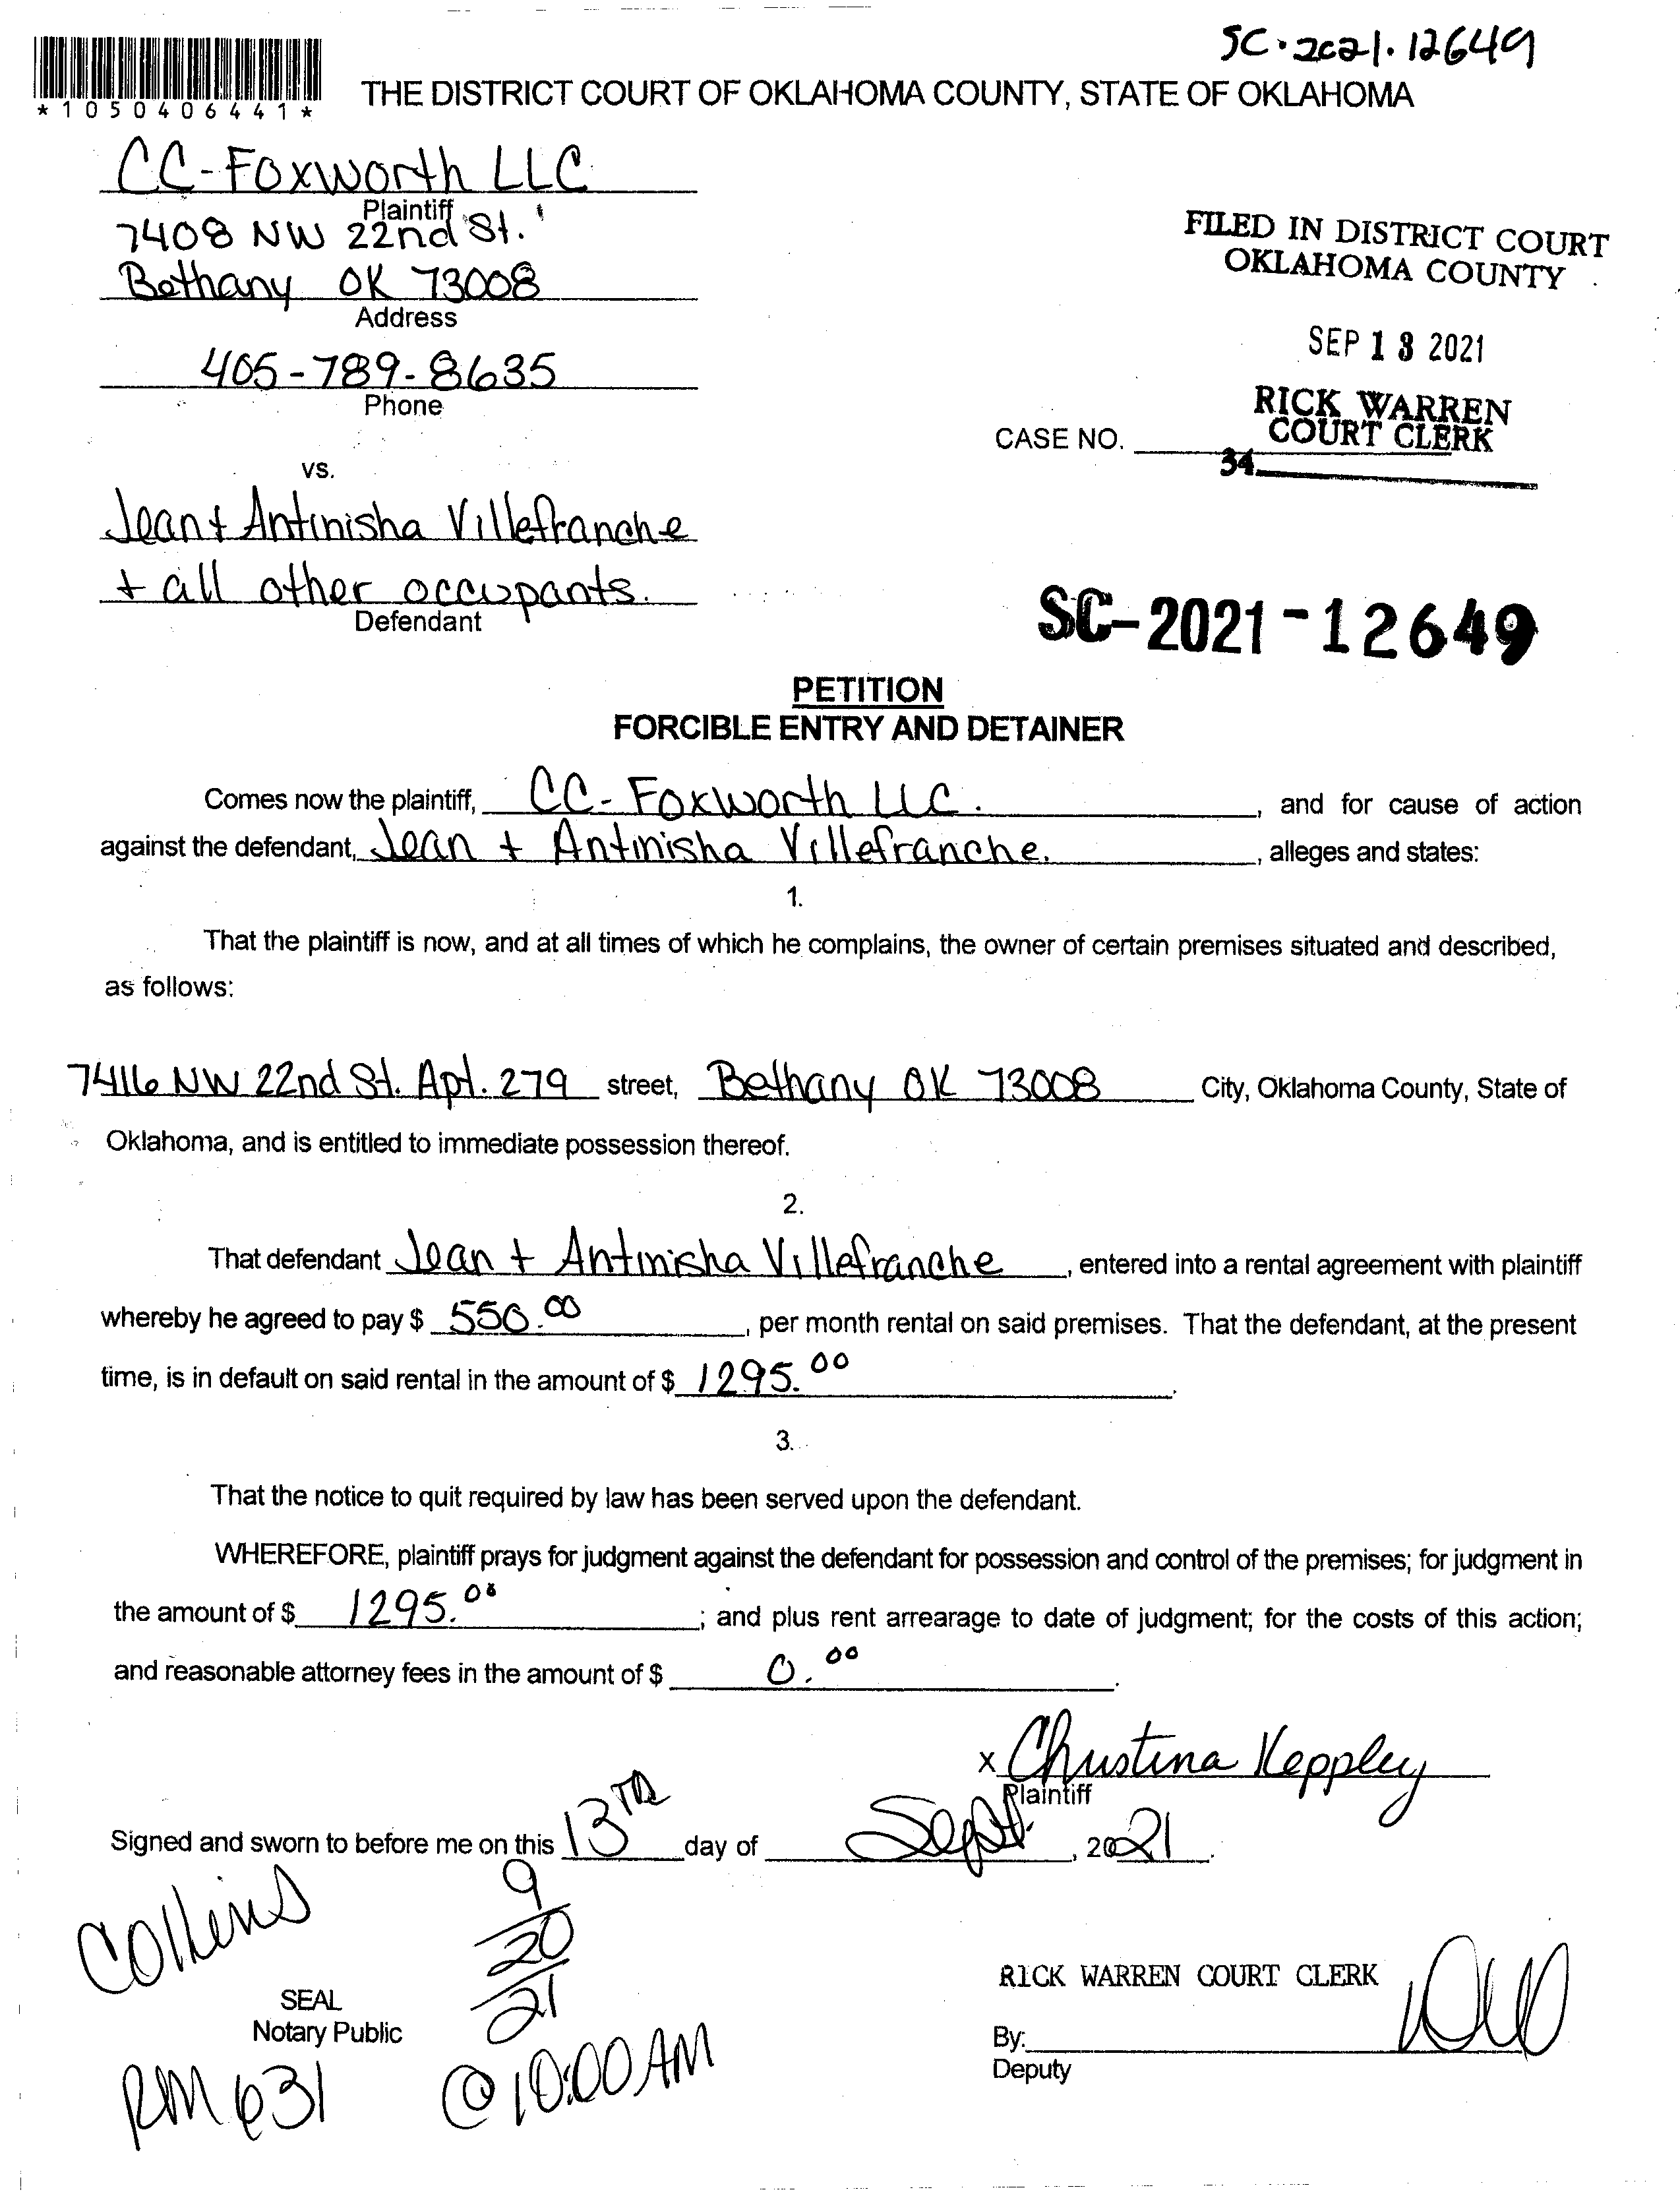 SC·2021·12649
*1050406441*
THE DISTRICT COURT OF OKLAHOMA COUNTY, STATE OF OKLAHOMA
CC-Foxworth LLC
Plaintiff
7408 NW 22nd St.
Bethany OK 73008
Address
405-789-8635
Phone
FILED IN DISTRICT COURT
OKLAHOMA COUNTY
SEP 13 2021
RICK WARREN
COURT CLERK
CASE NO.
34
vs.
Jean + Antinisha Villefranche
+ all other occupants.
Defendant
SC-2021-12649
PETITION
FORCIBLE ENTRY AND DETAINER
Comes now the plaintiff, CC-Foxworth LLC. , and for cause of action
against the defendant, Jean + Antinisha Villefranche. , alleges and states:
1.
That the plaintiff is now, and at all times of which he complains, the owner of certain premises situated and described,
as follows:
7416 NW 22nd St. Apt. 279 street, Bethany OK 73008 City, Oklahoma County, State of
Oklahoma, and is entitled to immediate possession thereof.
2.
That defendant Jean + Antinisha Villefranche , entered into a rental agreement with plaintiff
whereby he agreed to pay $ 550.00 , per month rental on said premises. That the defendant, at the present
time, is in default on said rental in the amount of $ 1295.00 .
3.
That the notice to quit required by law has been served upon the defendant.
WHEREFORE, plaintiff prays for judgment against the defendant for possession and control of the premises; for judgment in
the amount of $ 1295.00 ; and plus rent arrearage to date of judgment; for the costs of this action;
and reasonable attorney fees in the amount of $ 0.00 .
x Christina Keppley
Plaintiff
Signed and sworn to before me on this 13TH day of Sept. , 2021 .
Collins
9
20
21
SEAL
Notary Public
RM 631
@ 10:00 AM
RICK WARREN COURT CLERK
By:
Deputy